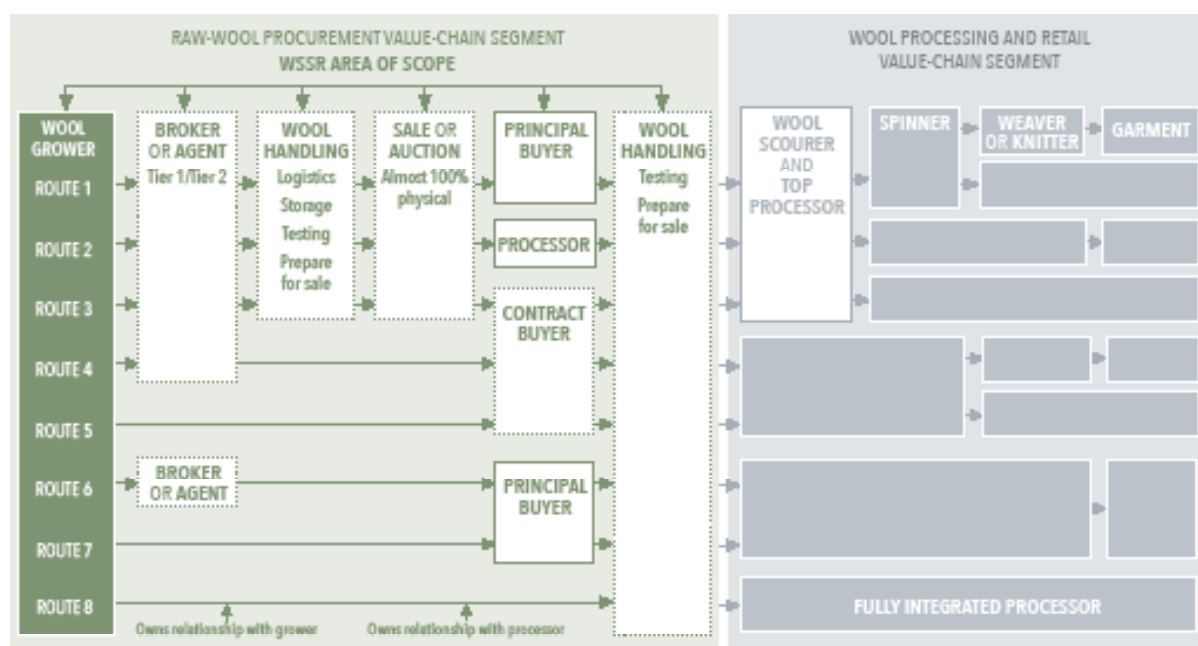 RAW-WOOL PROCUREMENT VALUE-CHAIN SEGMENT
WSSR AREA OF SCOPE
WOOL PROCESSING AND RETAIL
VALUE-CHAIN SEGMENT
WOOL
GROWER
ROUTE 1
ROUTE 2
ROUTE 3
ROUTE 4
ROUTE 5
ROUTE 6
ROUTE 7
ROUTE 8
BROKER
OR AGENT
Tier 1/Tier 2
WOOL
HANDLING
Logistics
Storage
Testing
Prepare
for sale
SALE OR
AUCTION
Almost 100%
physical
PRINCIPAL
BUYER
PROCESSOR
CONTRACT
BUYER
WOOL
HANDLING
Testing
Prepare
for sale
BROKER
OR AGENT
PRINCIPAL
BUYER
Owns relationship with grower
Owns relationship with processor
WOOL
SCOURER
AND
TOP
PROCESSOR
SPINNER
WEAVER
OR KNITTER
GARMENT
FULLY INTEGRATED PROCESSOR